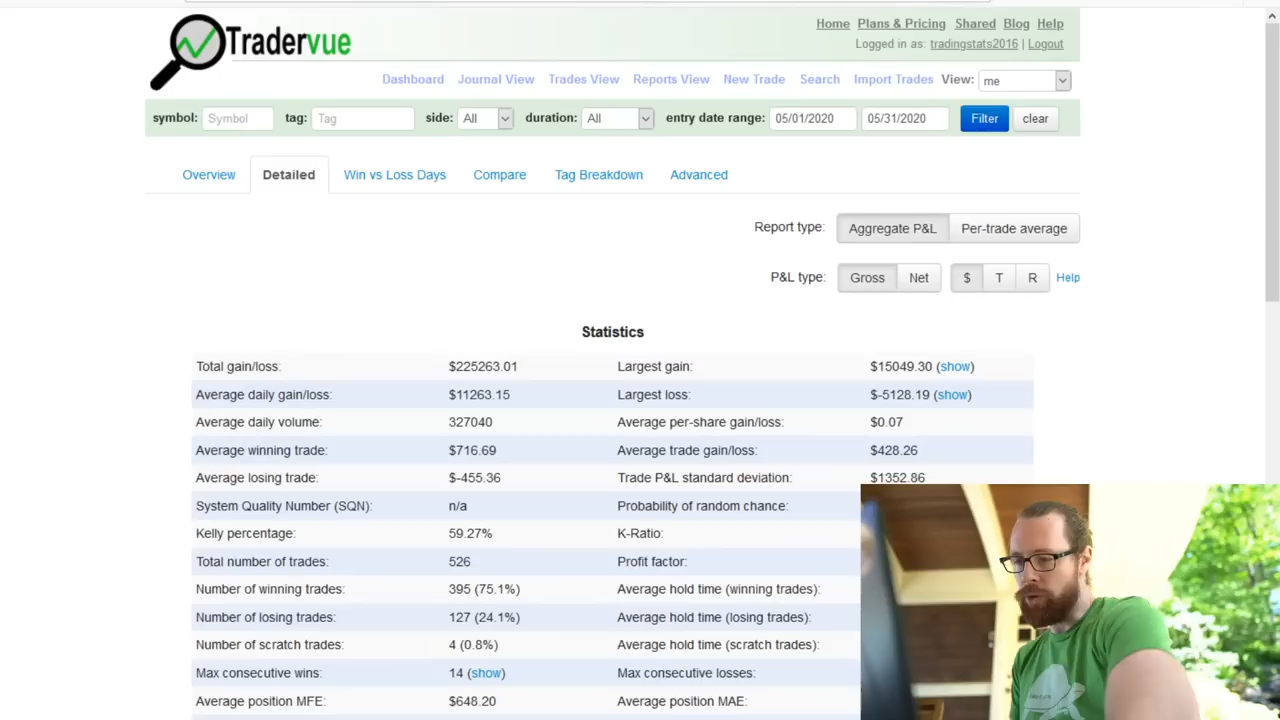 Tradervue
Home Plans & Pricing Shared Blog Help
Logged in as: tradingstats2016 | Logout
Dashboard Journal View Trades View Reports View New Trade Search Import Trades View: me
symbol: Symbol tag: Tag side: All duration: All entry date range: 05/01/2020 05/31/2020 Filter clear
Overview Detailed Win vs Loss Days Compare Tag Breakdown Advanced
Report type: Aggregate P&L Per-trade average
P&L type: Gross Net $ T R Help
Statistics
Total gain/loss: $225263.01 Largest gain: $15049.30 (show)
Average daily gain/loss: $11263.15 Largest loss: $-5128.19 (show)
Average daily volume: 327040 Average per-share gain/loss: $0.07
Average winning trade: $716.69 Average trade gain/loss: $428.26
Average losing trade: $-455.36 Trade P&L standard deviation: $1352.86
System Quality Number (SQN): n/a Probability of random chance:
Kelly percentage: 59.27% K-Ratio:
Total number of trades: 526 Profit factor:
Number of winning trades: 395 (75.1%) Average hold time (winning trades):
Number of losing trades: 127 (24.1%) Average hold time (losing trades):
Number of scratch trades: 4 (0.8%) Average hold time (scratch trades):
Max consecutive wins: 14 (show) Max consecutive losses:
Average position MFE: $648.20 Average position MAE: